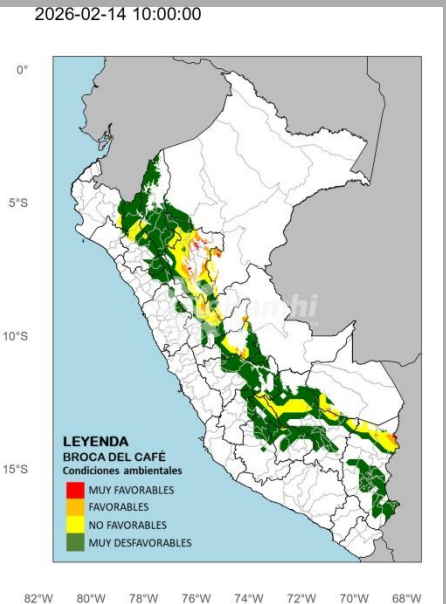 2026-02-14 10:00:00
0°
5°S
10°S
15°S
LEYENDA
BROCA DEL CAFÉ
Condiciones ambientales
MUY FAVORABLES
FAVORABLES
NO FAVORABLES
MUY DESFAVORABLES
82°W 80°W 78°W 76°W 74°W 72°W 70°W 68°W